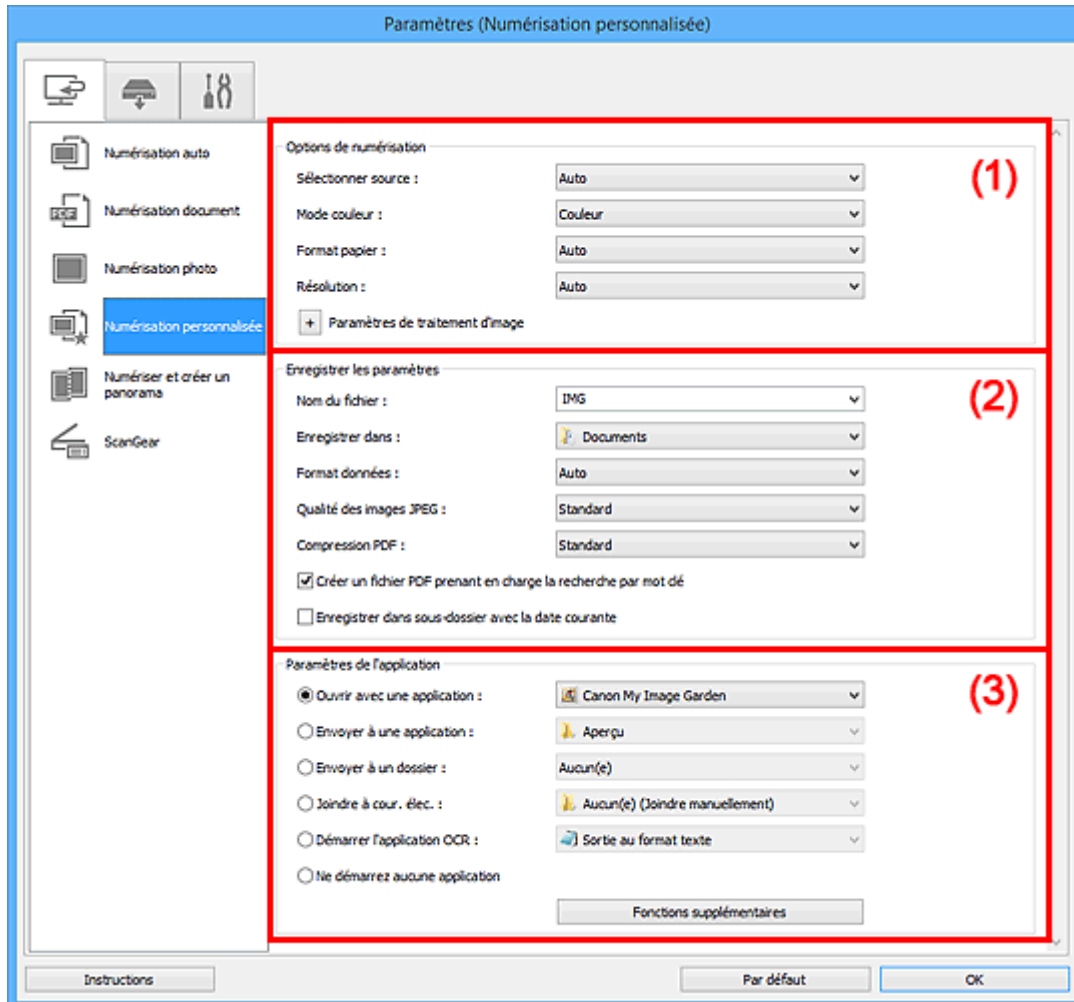 Paramètres (Numérisation personnalisée)
Numérisation auto
PDF
Numérisation document
Numérisation photo
Numérisation personnalisée
Numériser et créer un
panorama
ScanGear
(1)
Options de numérisation
Sélectionner source : Auto
Mode couleur : Couleur
Format papier : Auto
Résolution : Auto
+ Paramètres de traitement d'image
(2)
Enregistrer les paramètres
Nom du fichier : IMG
Enregistrer dans : Documents
Format données : Auto
Qualité des images JPEG : Standard
Compression PDF : Standard
Créer un fichier PDF prenant en charge la recherche par mot clé
Enregistrer dans sous-dossier avec la date courante
(3)
Paramètres de l'application
Ouvrir avec une application : Canon My Image Garden
Envoyer à une application : Aperçu
Envoyer à un dossier : Aucun(e)
Joindre à cour. élec. : Aucun(e) (Joindre manuellement)
Démarrer l'application OCR : Sortie au format texte
Ne démarrez aucune application
Fonctions supplémentaires
Instructions
Par défaut
OK